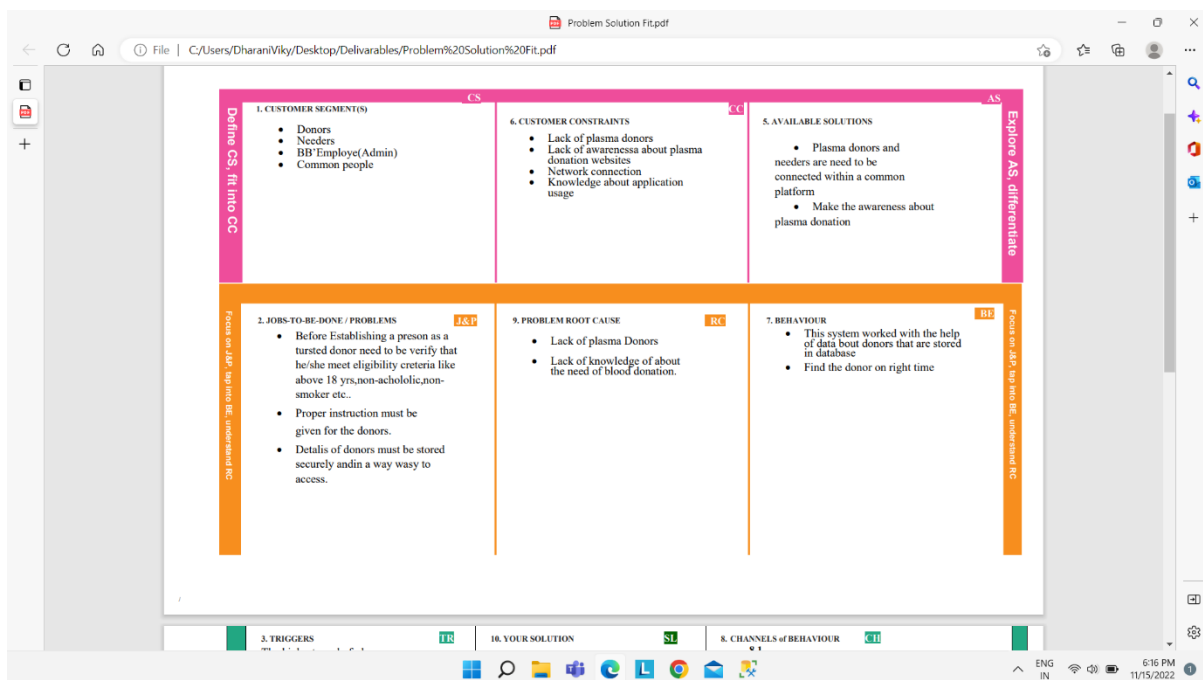 Problem Solution Fit.pdf
File | C:/Users/DharaniViky/Desktop/Delivarables/Problem%20Solution%20Fit.pdf
Define CS, fit into CC
CS
1. CUSTOMER SEGMENT(S)
• Donors
• Needers
• BB'Employe(Admin)
• Common people
CC
6. CUSTOMER CONSTRAINTS
• Lack of plasma donors
• Lack of awarenessa about plasma
donation websites
• Network connection
• Knowledge about application
usage
AS
5. AVAILABLE SOLUTIONS
• Plasma donors and
needers are need to be
connected within a common
platform
• Make the awareness about
plasma donation
Explore AS, differentiate
Focus on J&P, tap into BE, understand RC
2. JOBS-TO-BE-DONE / PROBLEMS
J&P
• Before Establishing a preson as a
tursted donor need to be verify that
he/she meet eligibility creteria like
above 18 yrs,non-achololic,non-
smoker etc..
• Proper instruction must be
given for the donors.
• Detalis of donors must be stored
securely andin a way wasy to
access.
9. PROBLEM ROOT CAUSE
RC
• Lack of plasma Donors
• Lack of knowledge of about
the need of blood donation.
7. BEHAVIOUR
BE
• This system worked with the help
of data bout donors that are stored
in database
• Find the donor on right time
Focus on J&P, tap into BE, understand RC
3. TRIGGERS
TR
10. YOUR SOLUTION
SL
8. CHANNELS of BEHAVIOUR
CH
ENG
IN
6:16 PM
11/15/2022
1